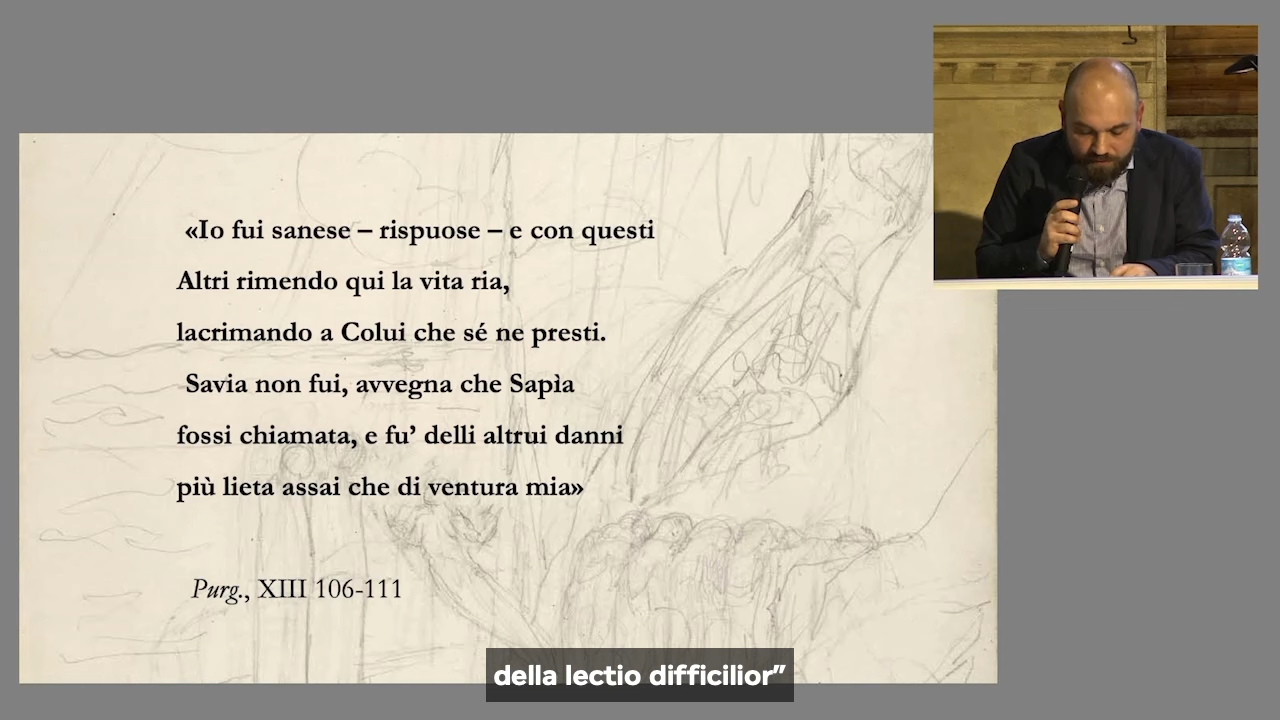 «Io fui sanese – rispuose – e con questi
Altri rimendo qui la vita ria,
lacrimando a Colui che sé ne presti.
Savia non fui, avvegna che Sapìa
fossi chiamata, e fu’ delli altrui danni
più lieta assai che di ventura mia»
Purg., XIII 106-111
della lectio difficilior”